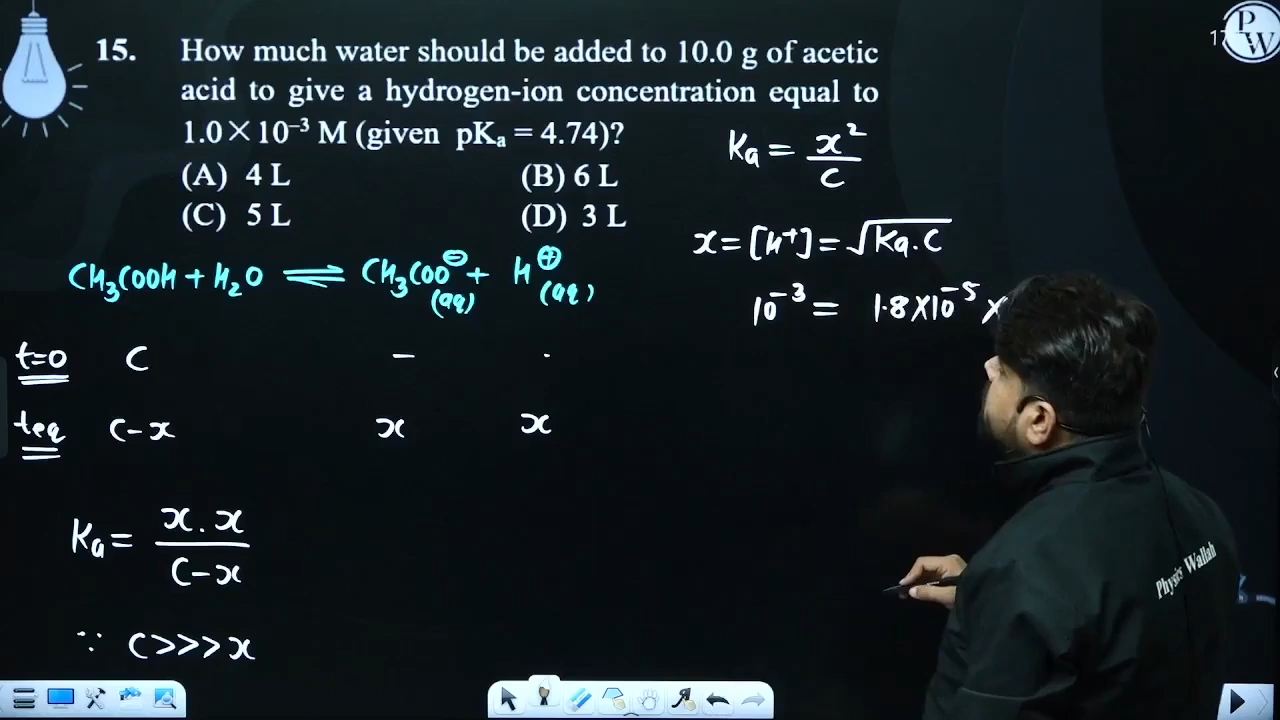 15. How much water should be added to 10.0 g of acetic
acid to give a hydrogen-ion concentration equal to
1.0×10⁻³ M (given pKₐ = 4.74)?
(A) 4 L (B) 6 L
(C) 5 L (D) 3 L
CH₃COOH + H₂O ⇌ CH₃COO⊖ + H⊕
(aq) (aq)
t=0 C – .
teq C-x x x
Ka = x.x / C-x
∵ C>>>x
Ka = x² / C
x = [H⁺] = √Ka.C
10⁻³ = 1.8×10⁻⁵ ×
PW
Physics Wallah